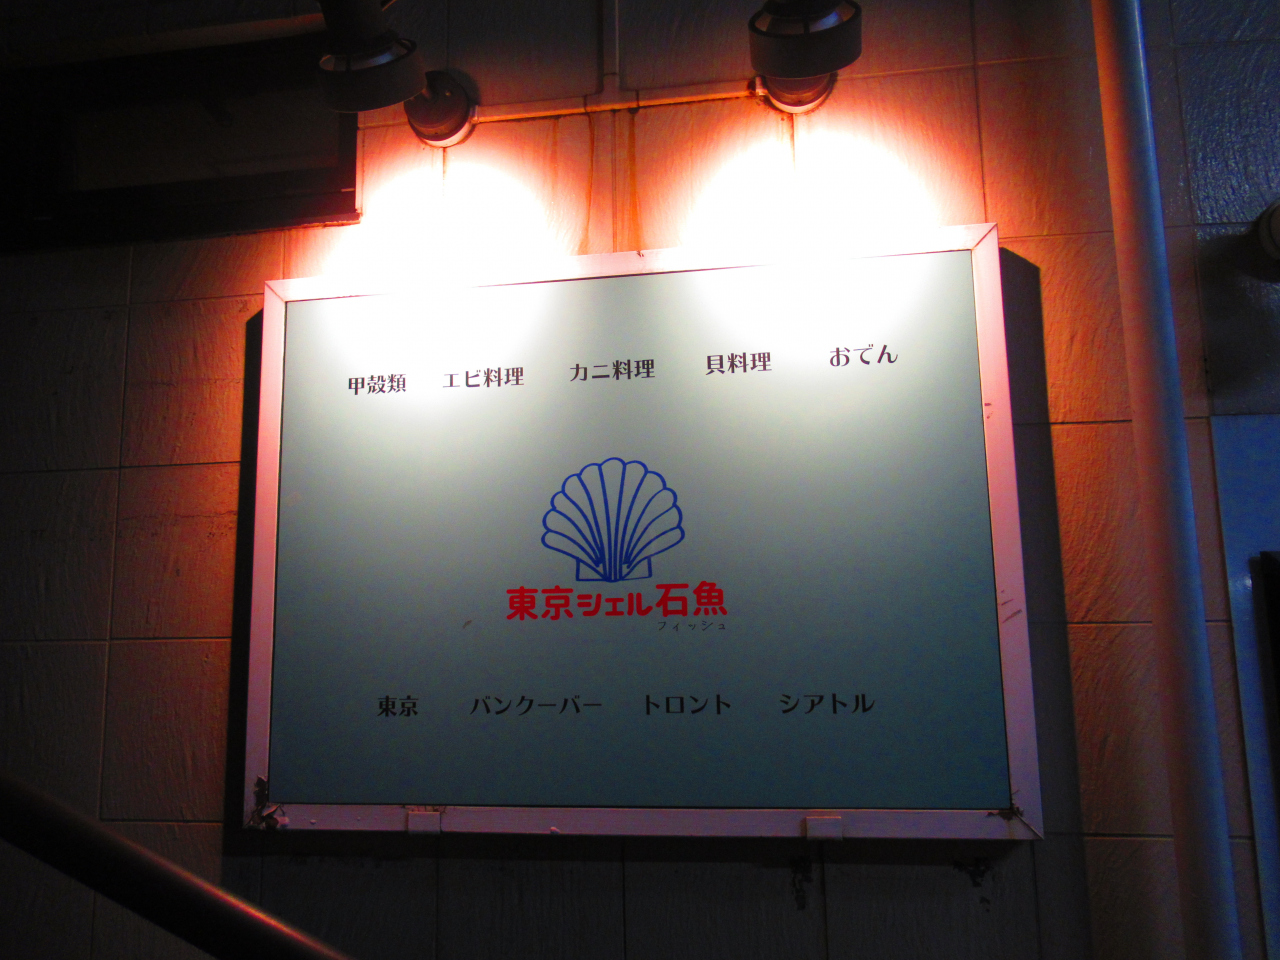 甲殻類 エビ料理 カニ料理 貝料理 おでん
東京シェル石魚
フィッシュ
東京 バンクーバー トロント シアトル